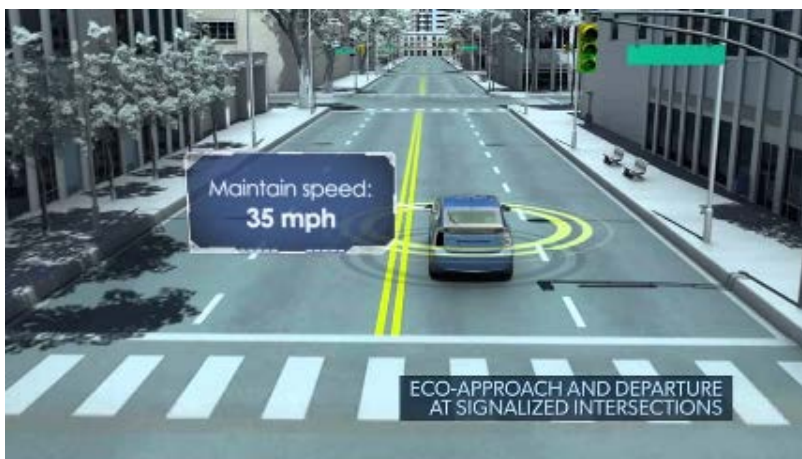 Maintain speed:
35 mph
ECO-APPROACH AND DEPARTURE
AT SIGNALIZED INTERSECTIONS